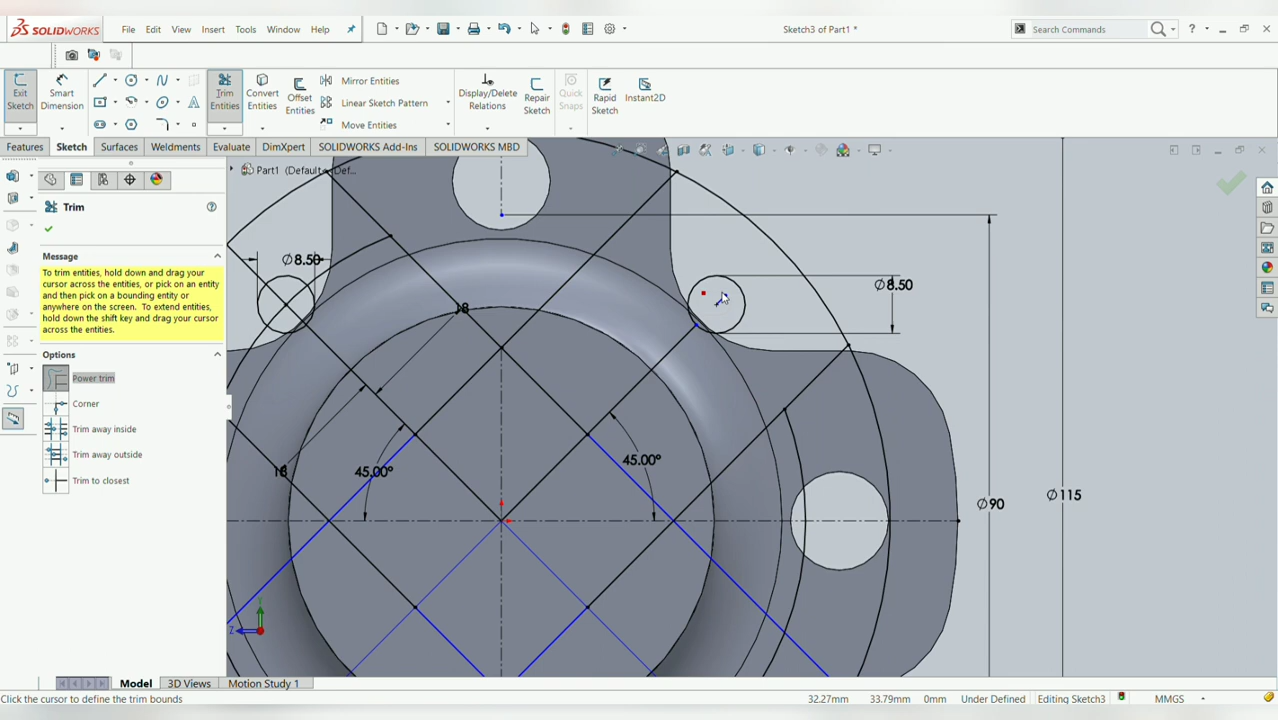 SOLIDWORKS
File
Edit
View
Insert
Tools
Window
Help
Sketch3 of Part1 *
Search Commands
Exit Sketch
Smart Dimension
Trim Entities
Convert Entities
Offset Entities
Mirror Entities
Linear Sketch Pattern
Move Entities
Display/Delete Relations
Repair Sketch
Quick Snaps
Rapid Sketch
Instant2D
Features
Sketch
Surfaces
Weldments
Evaluate
DimXpert
SOLIDWORKS Add-Ins
SOLIDWORKS MBD
Part1 (Default<<Def...
Trim
Message
To trim entities, hold down and drag your
cursor across the entities, or pick on an entity
and then pick on a bounding entity or
anywhere on the screen. To extend entities,
hold down the shift key and drag your cursor
across the entities.
Options
Power trim
Corner
Trim away inside
Trim away outside
Trim to closest
Ø8.50
Ø8.50
18
18
45.00°
45.00°
Ø90
Ø115
Y
Z
Model
3D Views
Motion Study 1
Click the cursor to define the trim bounds
32.27mm
33.79mm
0mm
Under Defined
Editing Sketch3
MMGS